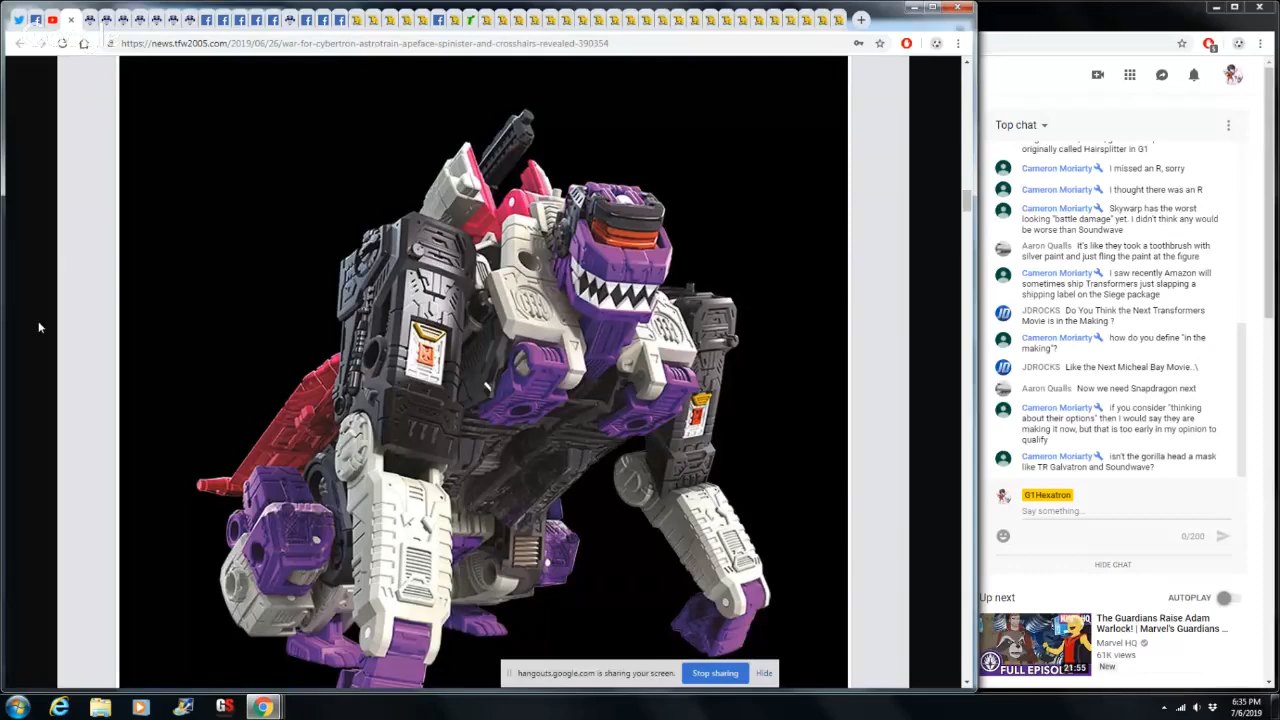 https://news.tfw2005.com/2019/06/26/war-for-cybertron-astrotrain-apeface-spinister-and-crosshairs-revealed-390354
Top chat
originally called Hairsplitter in G1
Cameron Moriarty I missed an R, sorry
Cameron Moriarty I thought there was an R
Cameron Moriarty Skywarp has the worst
looking "battle damage" yet. I didn't think any would
be worse than Soundwave
Aaron Qualls it's like they took a toothbrush with
silver paint and just fling the paint at the figure
Cameron Moriarty I saw recently Amazon will
sometimes ship Transformers just slapping a
shipping label on the Siege package
JDROCKS Do You Think the Next Transformers
Movie is in the Making ?
Cameron Moriarty how do you define "in the
making"?
JDROCKS Like the Next Micheal Bay Movie..\
Aaron Qualls Now we need Snapdragon next
Cameron Moriarty if you consider "thinking
about their options" then I would say they are
making it now, but that is too early in my opinion to
qualify
Cameron Moriarty isn't the gorilla head a mask
like TR Galvatron and Soundwave?
G1Hexatron
Say something...
0/200
HIDE CHAT
Up next
AUTOPLAY
The Guardians Raise Adam
Warlock! | Marvel's Guardians ...
Marvel HQ
61K views
New
FULL EPISO
21:55
hangouts.google.com is sharing your screen.
Stop sharing
Hide
GS
6:35 PM
7/6/2019